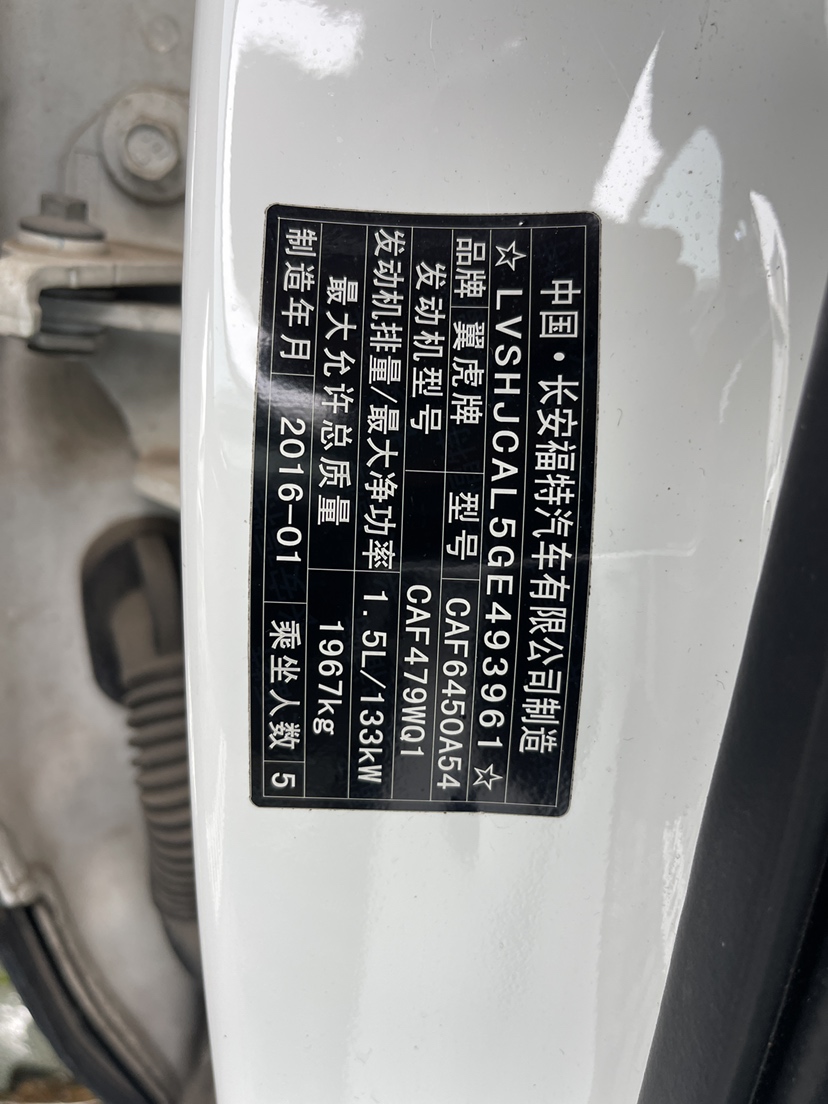 中国·长安福特汽车有限公司制造
☆LVSHJCAL5GE493961☆
品牌 翼虎牌 型号 CAF6450A54
发动机型号 CAF479WQ1
发动机排量/最大净功率 1.5L/133kW
最大允许总质量 1967kg
制造年月 2016-01 乘坐人数 5